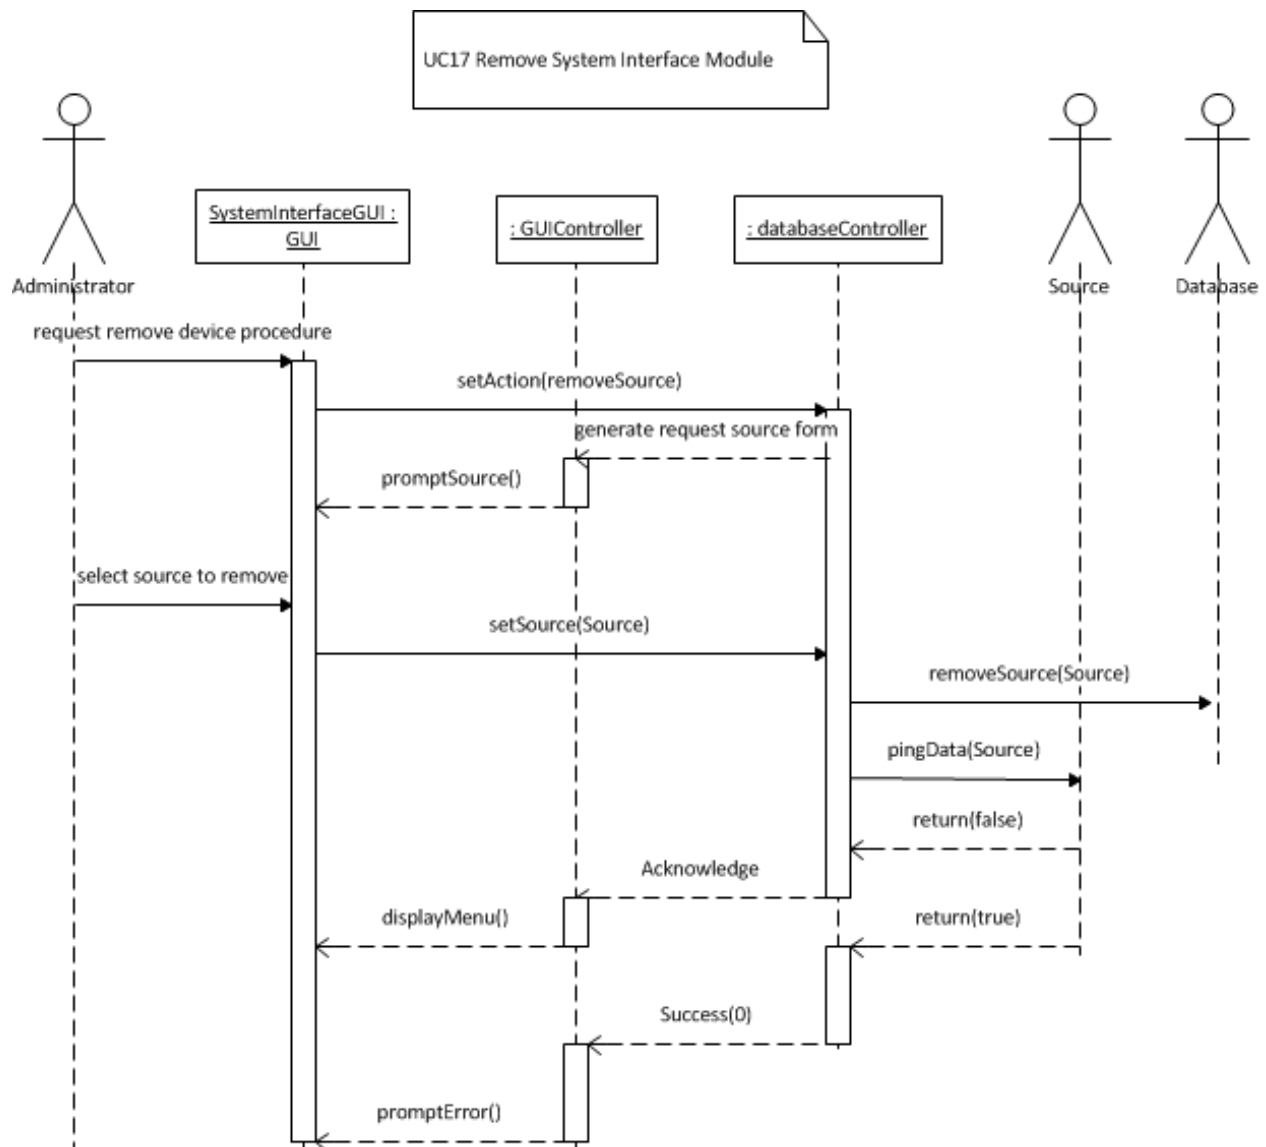 UC17 Remove System Interface Module
SystemInterfaceGUI :
GUI
: GUIController
: databaseController
Administrator
Source
Database
request remove device procedure
setAction(removeSource)
generate request source form
promptSource()
select source to remove
setSource(Source)
removeSource(Source)
pingData(Source)
return(false)
Acknowledge
displayMenu()
return(true)
Success(0)
promptError()